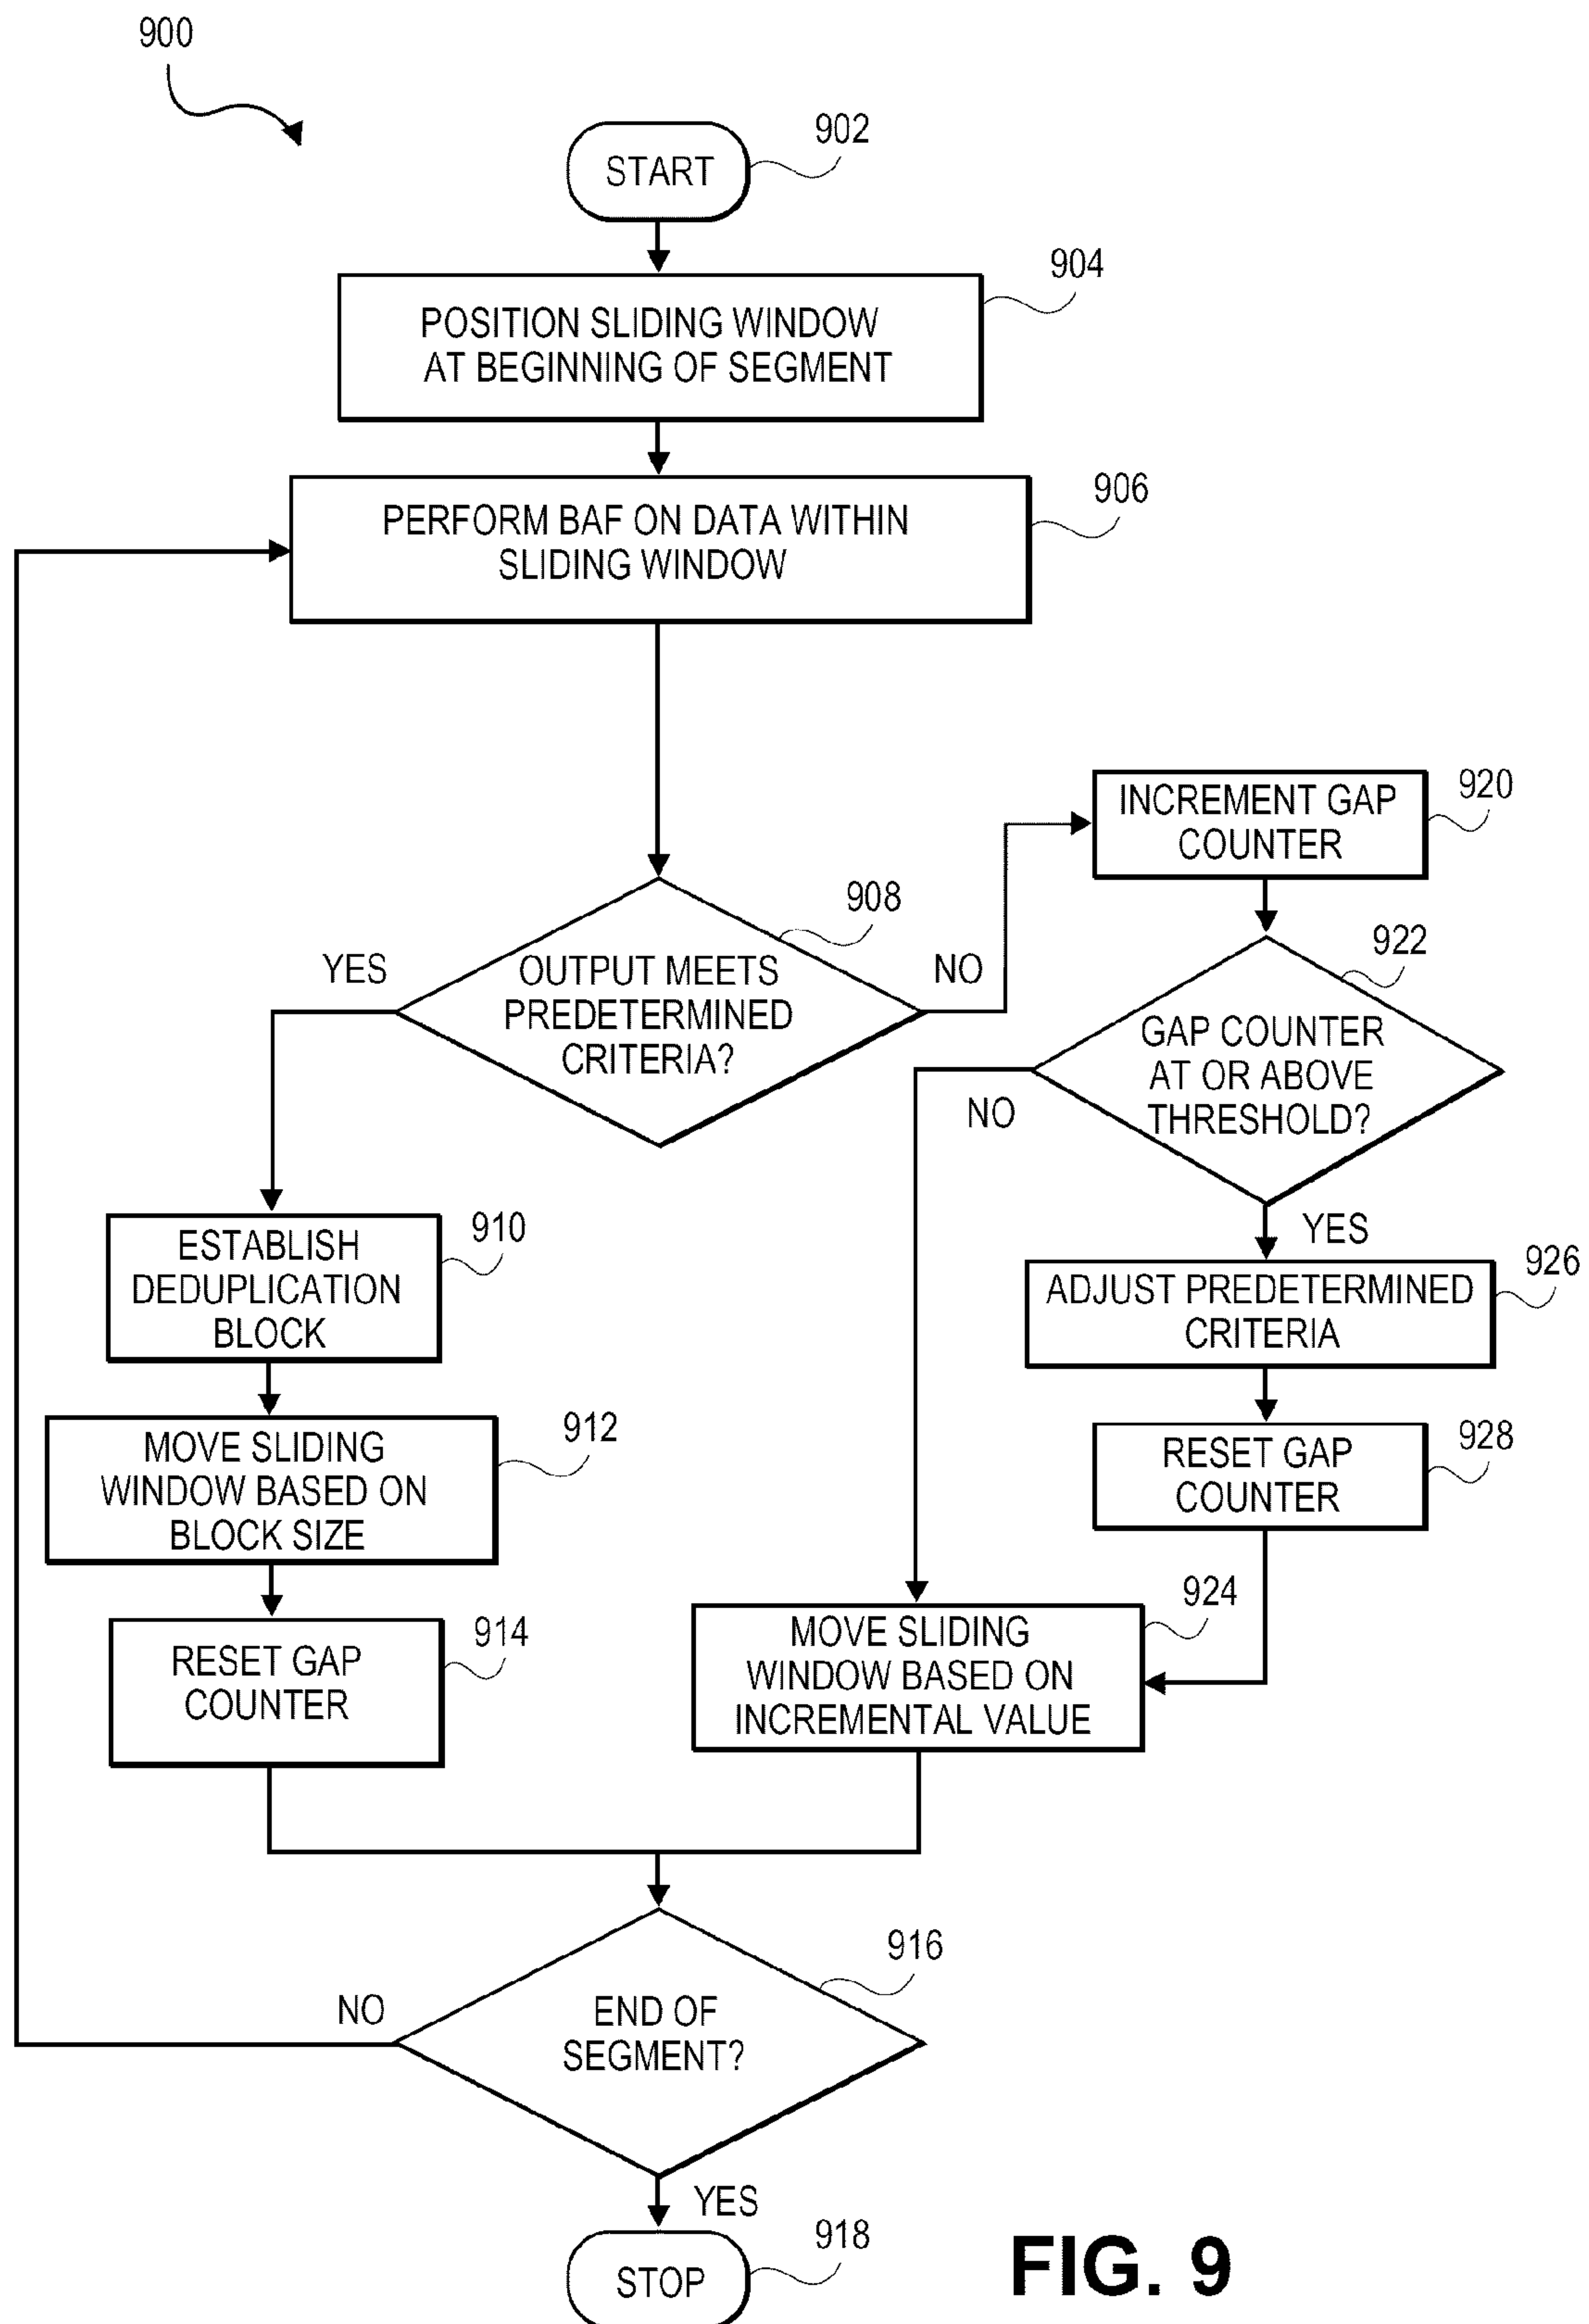 900
902
START
904
POSITION SLIDING WINDOW
AT BEGINNING OF SEGMENT
906
PERFORM BAF ON DATA WITHIN
SLIDING WINDOW
920
INCREMENT GAP
COUNTER
908
OUTPUT MEETS
PREDETERMINED
CRITERIA?
YES
NO
922
GAP COUNTER
AT OR ABOVE
THRESHOLD?
NO
YES
910
ESTABLISH
DEDUPLICATION
BLOCK
926
ADJUST PREDETERMINED
CRITERIA
912
MOVE SLIDING
WINDOW BASED ON
BLOCK SIZE
928
RESET GAP
COUNTER
914
RESET GAP
COUNTER
924
MOVE SLIDING
WINDOW BASED ON
INCREMENTAL VALUE
916
END OF
SEGMENT?
NO
YES
918
STOP
FIG. 9